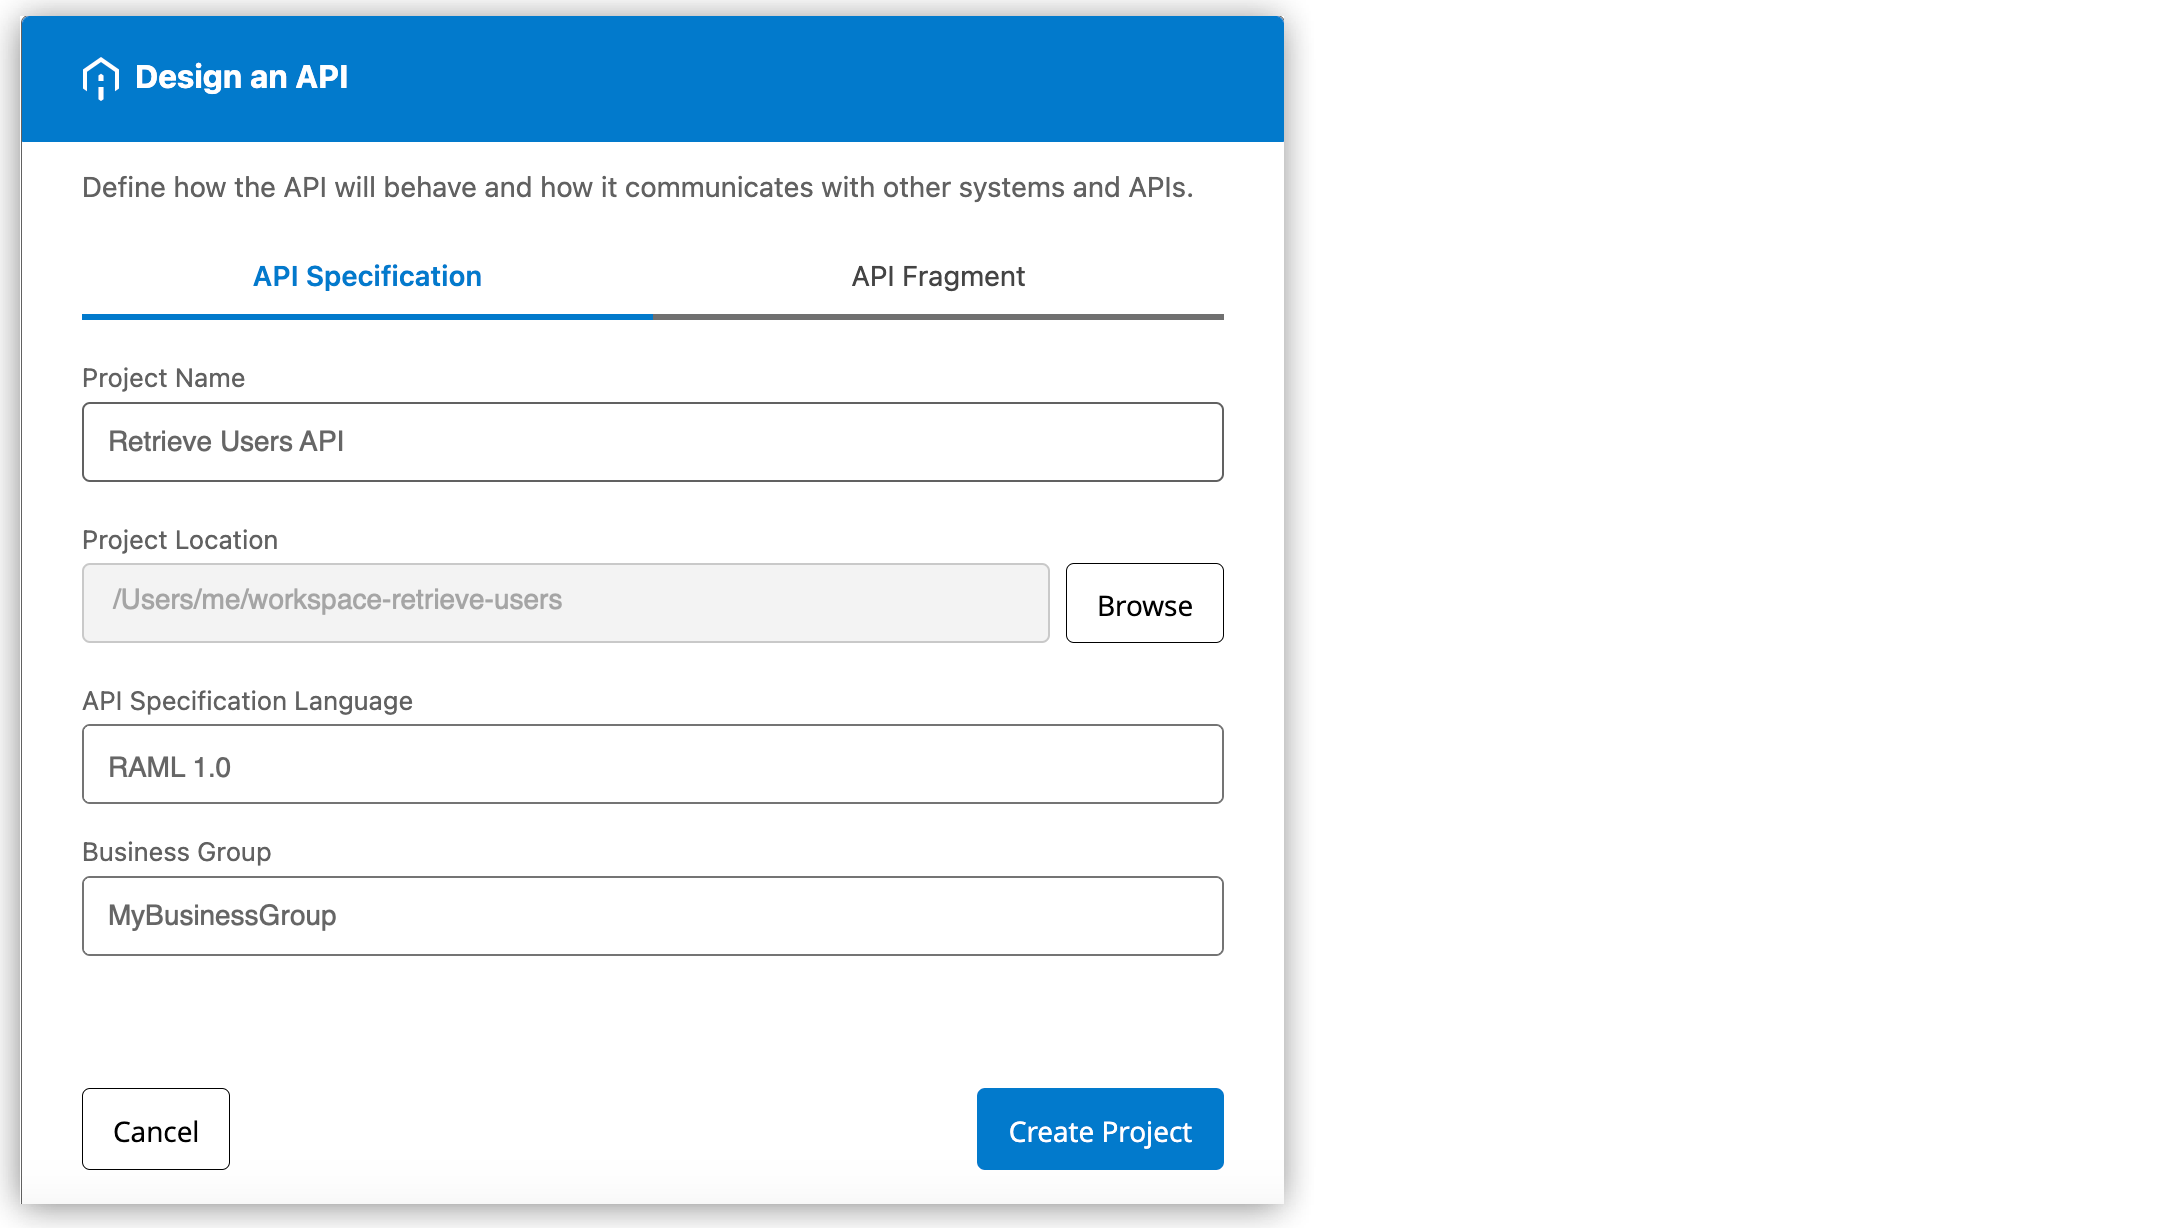 Design an API
Define how the API will behave and how it communicates with other systems and APIs.
API Specification
API Fragment
Project Name
Retrieve Users API
Project Location
/Users/me/workspace-retrieve-users
Browse
API Specification Language
RAML 1.0
Business Group
MyBusinessGroup
Cancel
Create Project